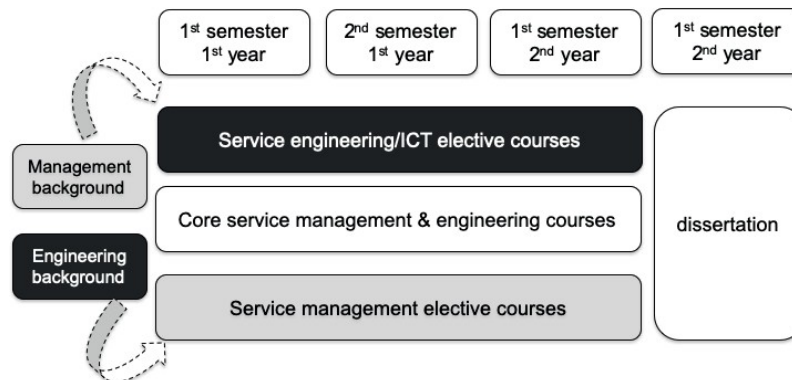 1st semester
1st year
2nd semester
1st year
1st semester
2nd year
1st semester
2nd year
Service engineering/ICT elective courses
Management
background
Core service management & engineering courses
dissertation
Engineering
background
Service management elective courses